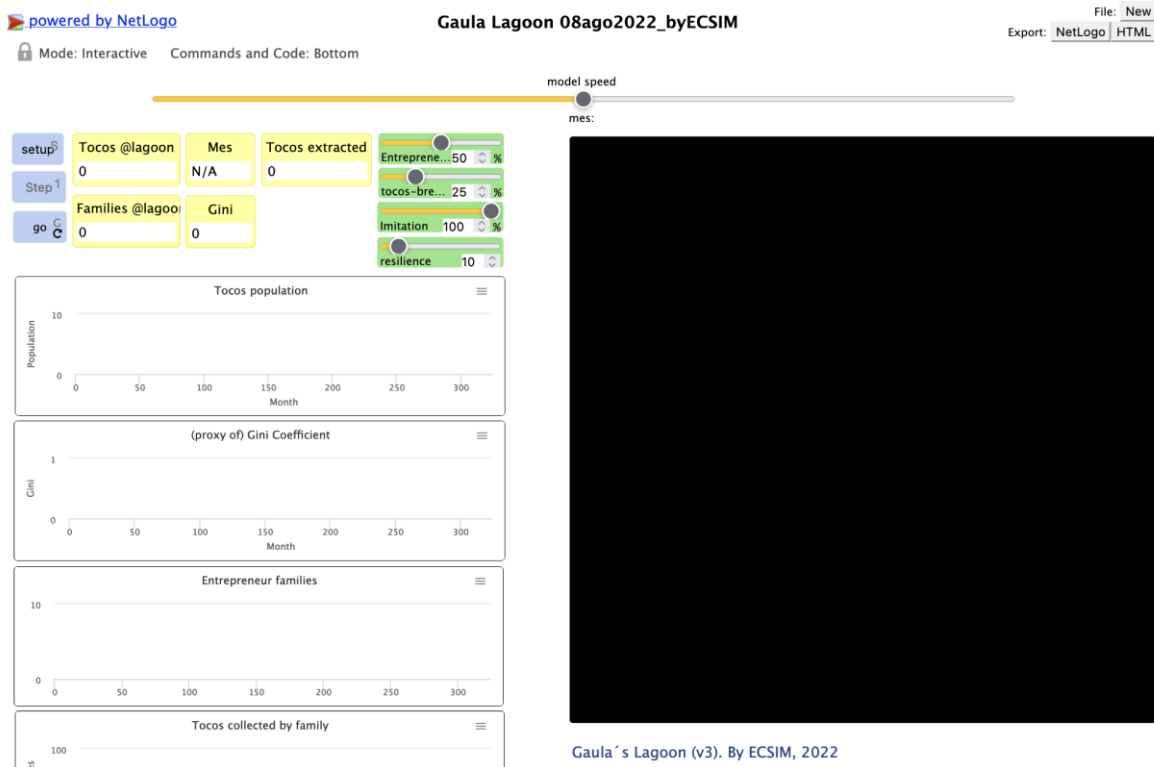 powered by NetLogo
Gaula Lagoon 08ago2022_byECSIM
File: New
Export: NetLogo HTML
Mode: Interactive Commands and Code: Bottom
model speed
mes:
setup S
Step 1
go G
Tocos @lagoon
0
Mes
N/A
Tocos extracted
0
Families @lagoo
0
Gini
0
Entreprene... 50 %
tocos-bre... 25 %
Imitation 100 %
resilience 10
Tocos population
Population
10
0
0 50 100 150 200 250 300
Month
(proxy of) Gini Coefficient
Gini
1
0
0 50 100 150 200 250 300
Month
Entrepreneur families
10
0
0 50 100 150 200 250 300
Tocos collected by family
100
Gaula´s Lagoon (v3). By ECSIM, 2022